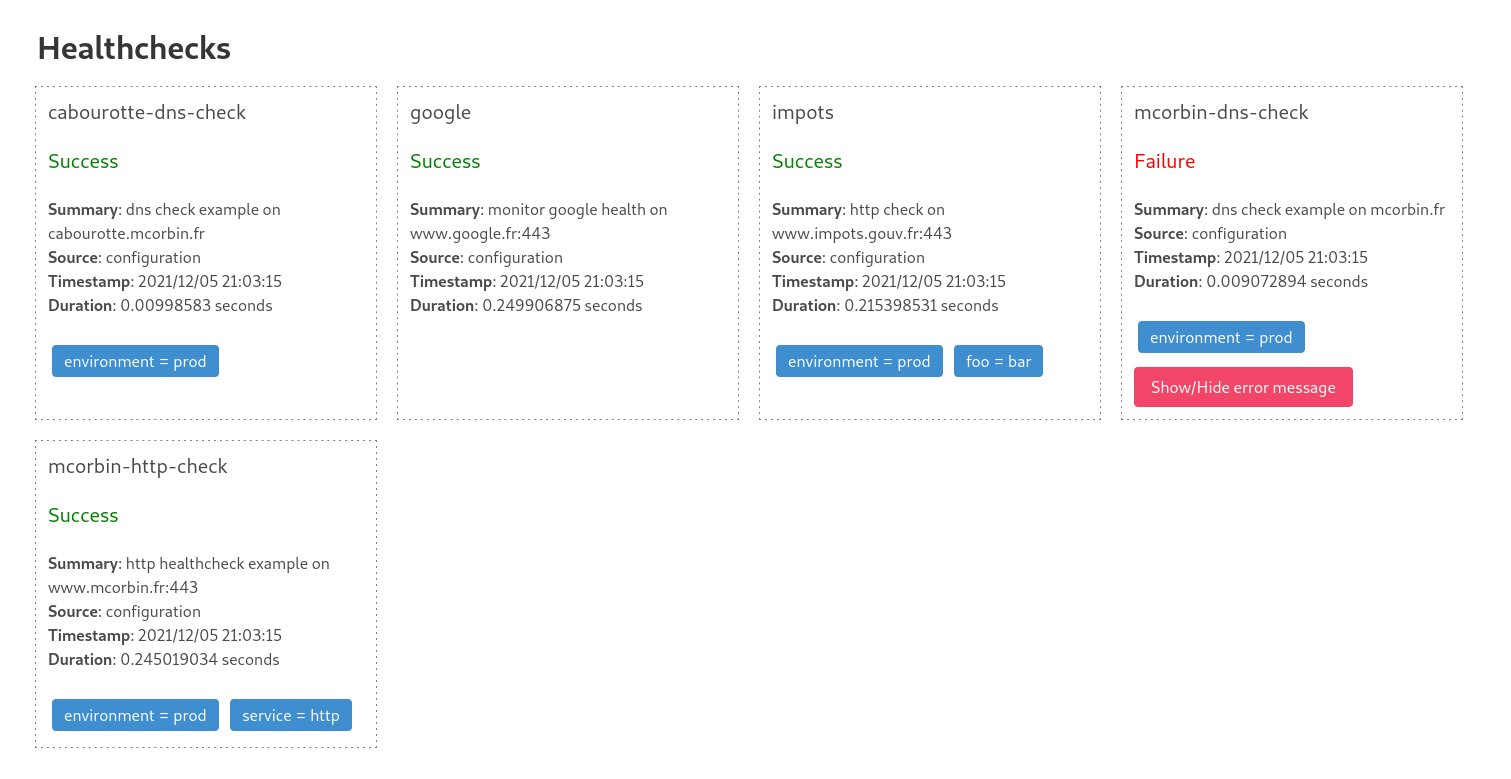 Healthchecks
cabourotte-dns-check
Success
Summary: dns check example on
cabourotte.mcorbin.fr
Source: configuration
Timestamp: 2021/12/05 21:03:15
Duration: 0.00998583 seconds
environment = prod
google
Success
Summary: monitor google health on
www.google.fr:443
Source: configuration
Timestamp: 2021/12/05 21:03:15
Duration: 0.249906875 seconds
impots
Success
Summary: http check on
www.impots.gouv.fr:443
Source: configuration
Timestamp: 2021/12/05 21:03:15
Duration: 0.215398531 seconds
environment = prod foo = bar
mcorbin-dns-check
Failure
Summary: dns check example on mcorbin.fr
Source: configuration
Timestamp: 2021/12/05 21:03:15
Duration: 0.009072894 seconds
environment = prod
Show/Hide error message
mcorbin-http-check
Success
Summary: http healthcheck example on
www.mcorbin.fr:443
Source: configuration
Timestamp: 2021/12/05 21:03:15
Duration: 0.245019034 seconds
environment = prod service = http